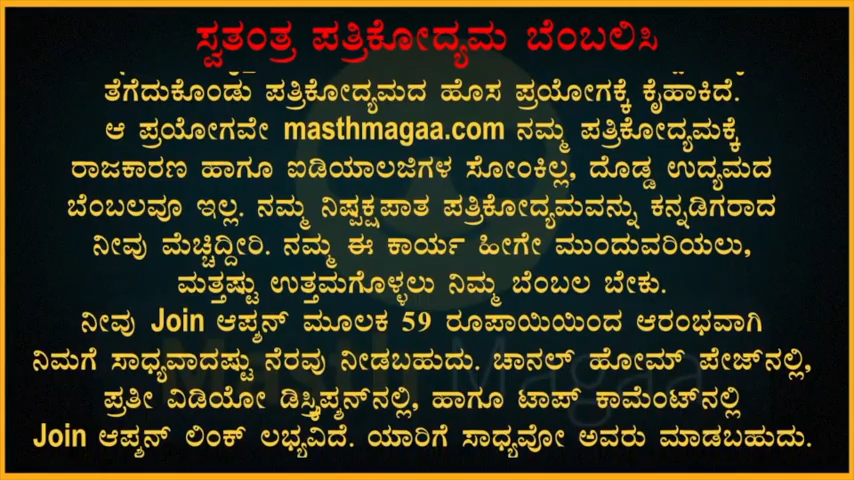 ಸ್ವತಂತ್ರ ಪತ್ರಿಕೋದ್ಯಮ ಬೆಂಬಲಿಸಿ
ತೆಗೆದುಕೊಂಡು ಪತ್ರಿಕೋದ್ಯಮದ ಹೊಸ ಪ್ರಯೋಗಕ್ಕೆ ಕೈಹಾಕಿದೆ.
ಆ ಪ್ರಯೋಗವೇ masthmagaa.com ನಮ್ಮ ಪತ್ರಿಕೋದ್ಯಮಕ್ಕೆ
ರಾಜಕಾರಣ ಹಾಗೂ ಐಡಿಯಾಲಜಿಗಳ ಸೋಂಕಿಲ್ಲ, ದೊಡ್ಡ ಉದ್ಯಮದ
ಬೆಂಬಲವೂ ಇಲ್ಲ. ನಮ್ಮ ನಿಷ್ಪಕ್ಷಪಾತ ಪತ್ರಿಕೋದ್ಯಮವನ್ನು ಕನ್ನಡಿಗರಾದ
ನೀವು ಮೆಚ್ಚಿದ್ದೀರಿ. ನಮ್ಮ ಈ ಕಾರ್ಯ ಹೀಗೇ ಮುಂದುವರಿಯಲು,
ಮತ್ತಷ್ಟು ಉತ್ತಮಗೊಳ್ಳಲು ನಿಮ್ಮ ಬೆಂಬಲ ಬೇಕು.
ನೀವು Join ಆಪ್ಶನ್ ಮೂಲಕ 59 ರೂಪಾಯಿಯಿಂದ ಆರಂಭವಾಗಿ
ನಿಮಗೆ ಸಾಧ್ಯವಾದಷ್ಟು ನೆರವು ನೀಡಬಹುದು. ಚಾನಲ್ ಹೋಮ್ ಪೇಜ್‌ನಲ್ಲಿ,
ಪ್ರತೀ ವಿಡಿಯೋ ಡಿಸ್ಕ್ರಿಪ್ಶನ್‌ನಲ್ಲಿ, ಹಾಗೂ ಟಾಪ್ ಕಾಮೆಂಟ್‌ನಲ್ಲಿ
Join ಆಪ್ಶನ್ ಲಿಂಕ್ ಲಭ್ಯವಿದೆ. ಯಾರಿಗೆ ಸಾಧ್ಯವೋ ಅವರು ಮಾಡಬಹುದು.
Masth Magaa